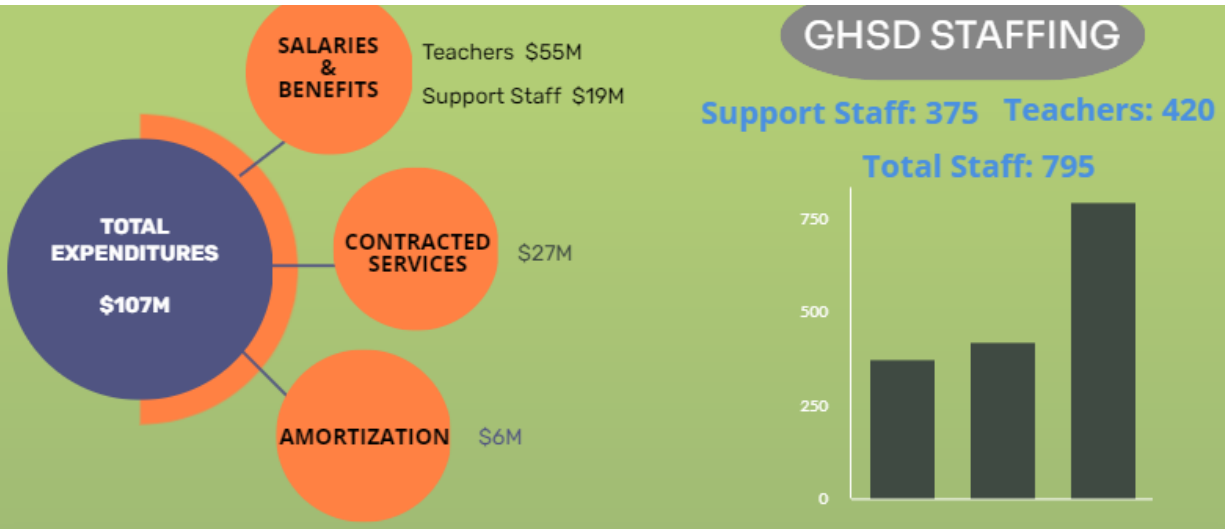 SALARIES
&
BENEFITS
Teachers $55M
Support Staff $19M
TOTAL
EXPENDITURES
$107M
CONTRACTED
SERVICES
$27M
AMORTIZATION
$6M
GHSD STAFFING
Support Staff: 375 Teachers: 420
Total Staff: 795
750
500
250
0